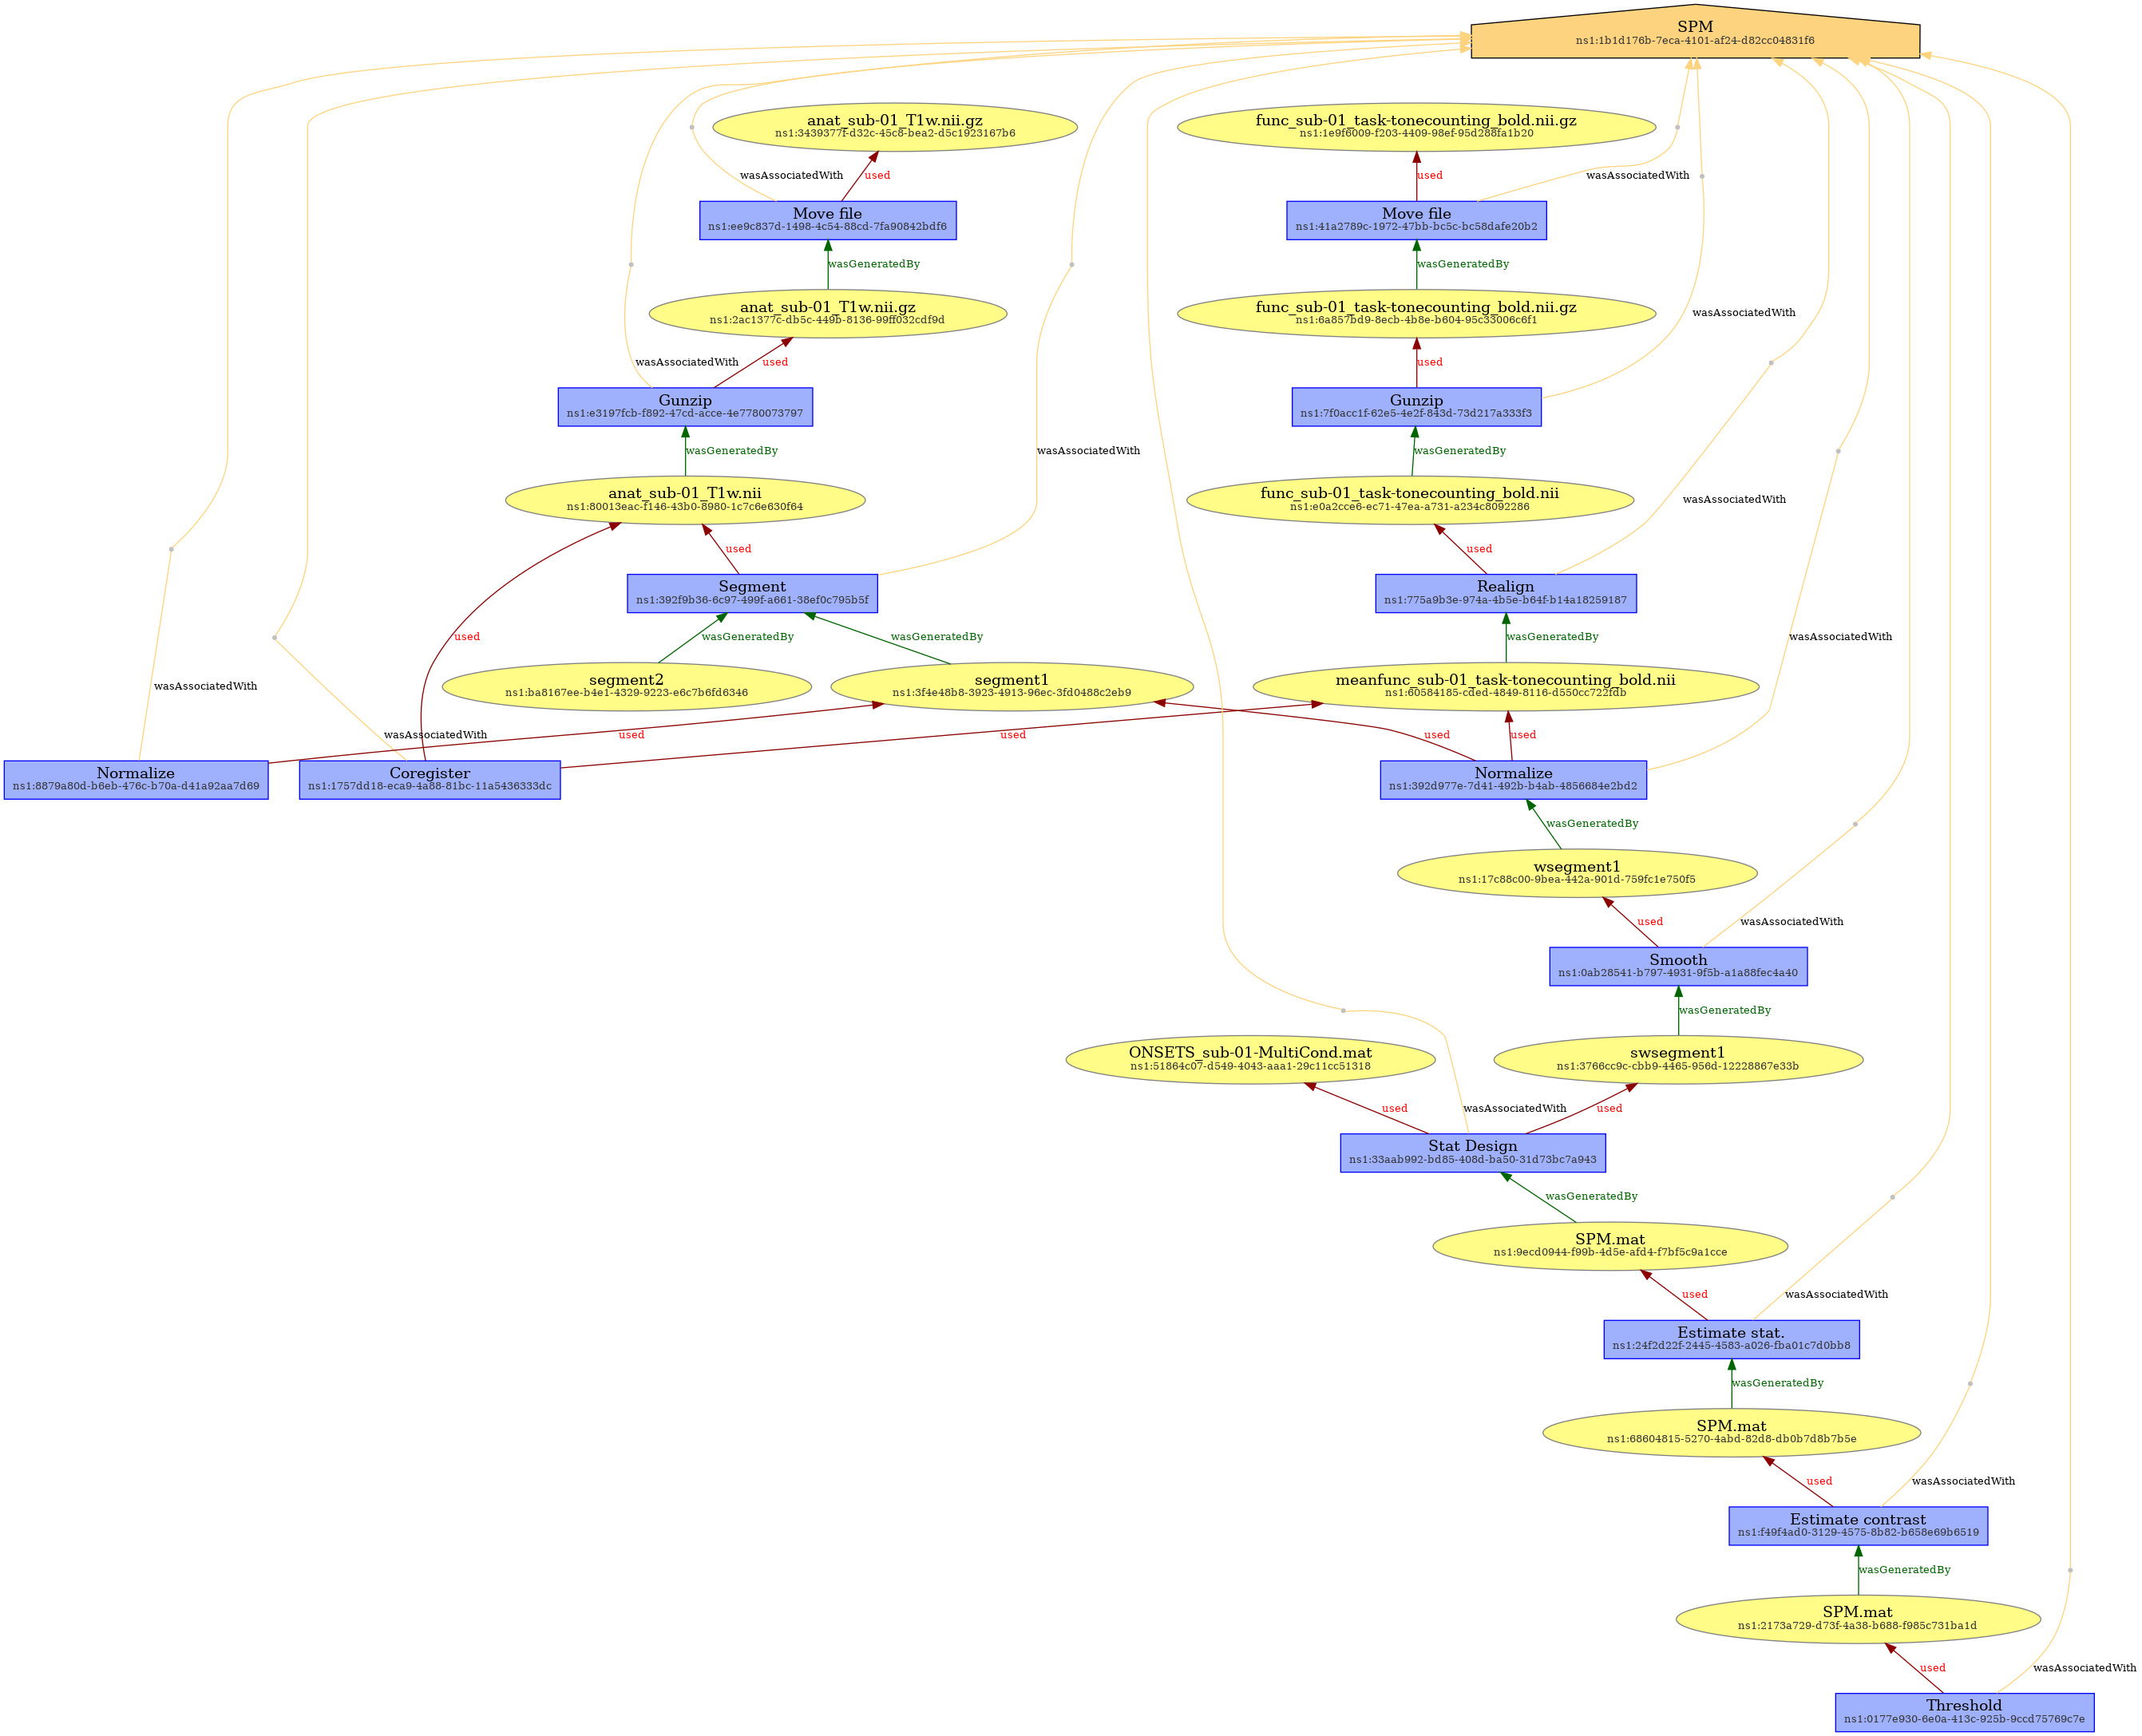 SPM
ns1:1b1d176b-7eca-4101-af24-d82cc04831f6
anat_sub-01_T1w.nii.gz
ns1:3439377f-d32c-45c8-bea2-d5c1923167b6
func_sub-01_task-tonecounting_bold.nii.gz
ns1:1e9f6009-f203-4409-98ef-95d288fa1b20
wasAssociatedWith
used
used
wasAssociatedWith
Move file
ns1:ee9c837d-1498-4c54-88cd-7fa90842bdf6
Move file
ns1:41a2789c-1972-47bb-bc5c-bc58dafe20b2
wasGeneratedBy
wasGeneratedBy
anat_sub-01_T1w.nii.gz
ns1:2ac1377c-db5c-449b-8136-99ff032cdf9d
func_sub-01_task-tonecounting_bold.nii.gz
ns1:6a857bd9-8ecb-4b8e-b604-95c33006c6f1
wasAssociatedWith
wasAssociatedWith
used
used
Gunzip
ns1:e3197fcb-f892-47cd-acce-4e7780073797
Gunzip
ns1:7f0acc1f-62e5-4e2f-843d-73d217a333f3
wasGeneratedBy
wasAssociatedWith
wasGeneratedBy
anat_sub-01_T1w.nii
ns1:80013eac-f146-43b0-8980-1c7c6e630f64
func_sub-01_task-tonecounting_bold.nii
ns1:e0a2cce6-ec71-47ea-a731-a234c8092286
wasAssociatedWith
used
used
Segment
ns1:392f9b36-6c97-499f-a661-38ef0c795b5f
Realign
ns1:775a9b3e-974a-4b5e-b64f-b14a18259187
used
wasGeneratedBy
wasGeneratedBy
wasGeneratedBy
wasAssociatedWith
segment2
ns1:ba8167ee-b4e1-4329-9223-e6c7b6fd6346
segment1
ns1:3f4e48b8-3923-4913-96ec-3fd0488c2eb9
meanfunc_sub-01_task-tonecounting_bold.nii
ns1:60584185-cded-4849-8116-d550cc722fdb
wasAssociatedWith
wasAssociatedWith
used
used
used
used
Normalize
ns1:8879a80d-b6eb-476c-b70a-d41a92aa7d69
Coregister
ns1:1757dd18-eca9-4a88-81bc-11a5436333dc
Normalize
ns1:392d977e-7d41-492b-b4ab-4856684e2bd2
wasGeneratedBy
wsegment1
ns1:17c88c00-9bea-442a-901d-759fc1e750f5
used
wasAssociatedWith
Smooth
ns1:0ab28541-b797-4931-9f5b-a1a88fec4a40
wasGeneratedBy
ONSETS_sub-01-MultiCond.mat
ns1:51864c07-d549-4043-aaa1-29c11cc51318
swsegment1
ns1:3766cc9c-cbb9-4465-956d-12228867e33b
used
wasAssociatedWith
used
Stat Design
ns1:33aab992-bd85-408d-ba50-31d73bc7a943
wasGeneratedBy
SPM.mat
ns1:9ecd0944-f99b-4d5e-afd4-f7bf5c9a1cce
used
wasAssociatedWith
Estimate stat.
ns1:24f2d22f-2445-4583-a026-fba01c7d0bb8
wasGeneratedBy
SPM.mat
ns1:68604815-5270-4abd-82d8-db0b7d8b7b5e
used
wasAssociatedWith
Estimate contrast
ns1:f49f4ad0-3129-4575-8b82-b658e69b6519
wasGeneratedBy
SPM.mat
ns1:2173a729-d73f-4a38-b688-f985c731ba1d
used
wasAssociatedWith
Threshold
ns1:0177e930-6e0a-413c-925b-9ccd75769c7e